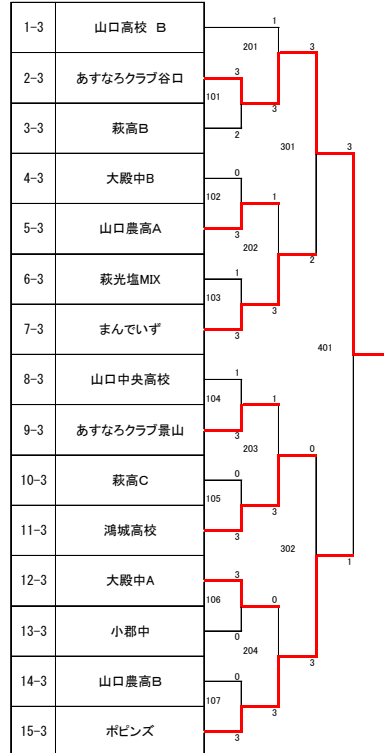 1-3 山口高校 B
2-3 あすなろクラブ谷口
3-3 萩高B
4-3 大殿中B
5-3 山口農高A
6-3 萩光塩MIX
7-3 まんでいず
8-3 山口中央高校
9-3 あすなろクラブ景山
10-3 萩高C
11-3 鴻城高校
12-3 大殿中A
13-3 小郡中
14-3 山口農高B
15-3 ポピンズ
101
3
2
102
0
3
103
1
3
104
1
3
105
0
3
106
3
0
107
0
3
201
1
3
202
1
3
203
1
3
204
0
3
301
3
2
302
0
3
401
3
1